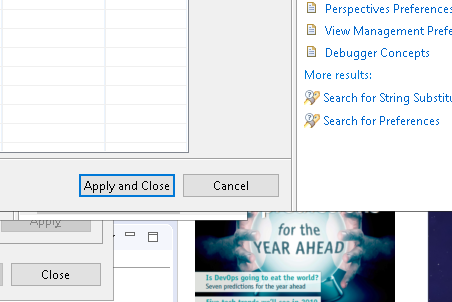 Perspectives Preferences
View Management Prefe
Debugger Concepts
More results:
Search for String Substitu
Search for Preferences
Apply and Close
Cancel
Apply
Close
for the
YEAR AHEAD
Is DevOps going to eat the world?
Seven predictions for the year ahead